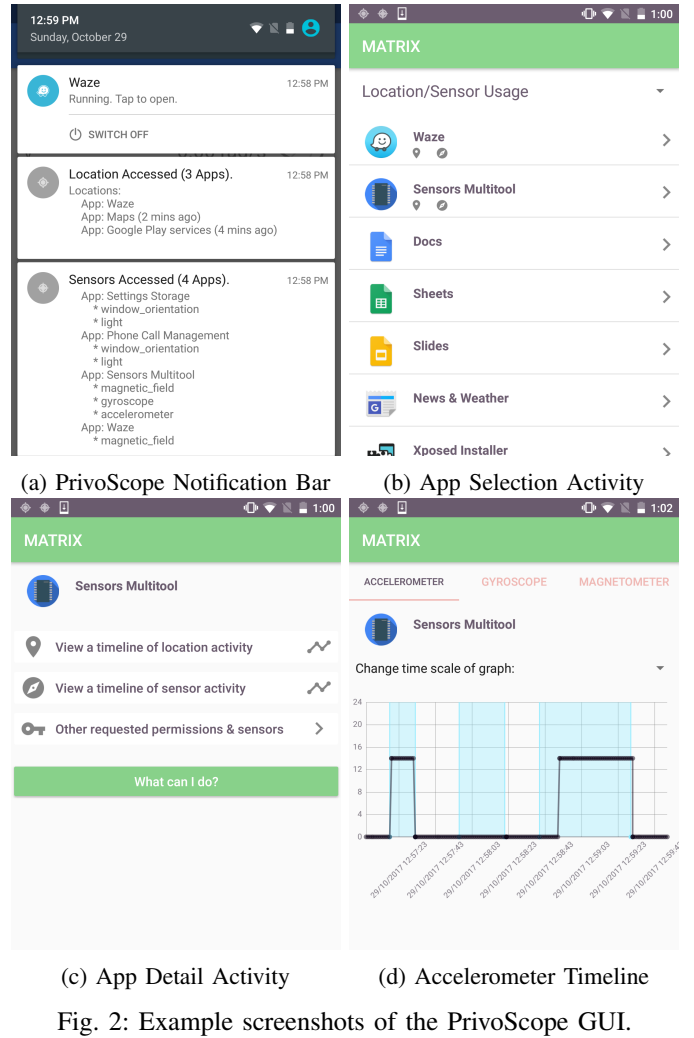 12:59 PM
Sunday, October 29
Waze 12:58 PM
Running. Tap to open.
SWITCH OFF
Location Accessed (3 Apps). 12:58 PM
Locations:
App: Waze
App: Maps (2 mins ago)
App: Google Play services (4 mins ago)
Sensors Accessed (4 Apps). 12:58 PM
App: Settings Storage
* window_orientation
* light
App: Phone Call Management
* window_orientation
* light
App: Sensors Multitool
* magnetic_field
* gyroscope
* accelerometer
App: Waze
* magnetic_field
(a) PrivoScope Notification Bar
1:00
MATRIX
Location/Sensor Usage
Waze
Sensors Multitool
Docs
Sheets
Slides
News & Weather
Xposed Installer
(b) App Selection Activity
1:00
MATRIX
Sensors Multitool
View a timeline of location activity
View a timeline of sensor activity
Other requested permissions & sensors
What can I do?
(c) App Detail Activity
1:02
MATRIX
ACCELEROMETER GYROSCOPE MAGNETOMETER
Sensors Multitool
Change time scale of graph:
24
20
16
12
8
4
0
29/10/2017 12:57:23
29/10/2017 12:57:43
29/10/2017 12:58:03
29/10/2017 12:58:23
29/10/2017 12:58:43
29/10/2017 12:59:03
29/10/2017 12:59:23
29/10/2017 12:59:4
(d) Accelerometer Timeline
Fig. 2: Example screenshots of the PrivoScope GUI.